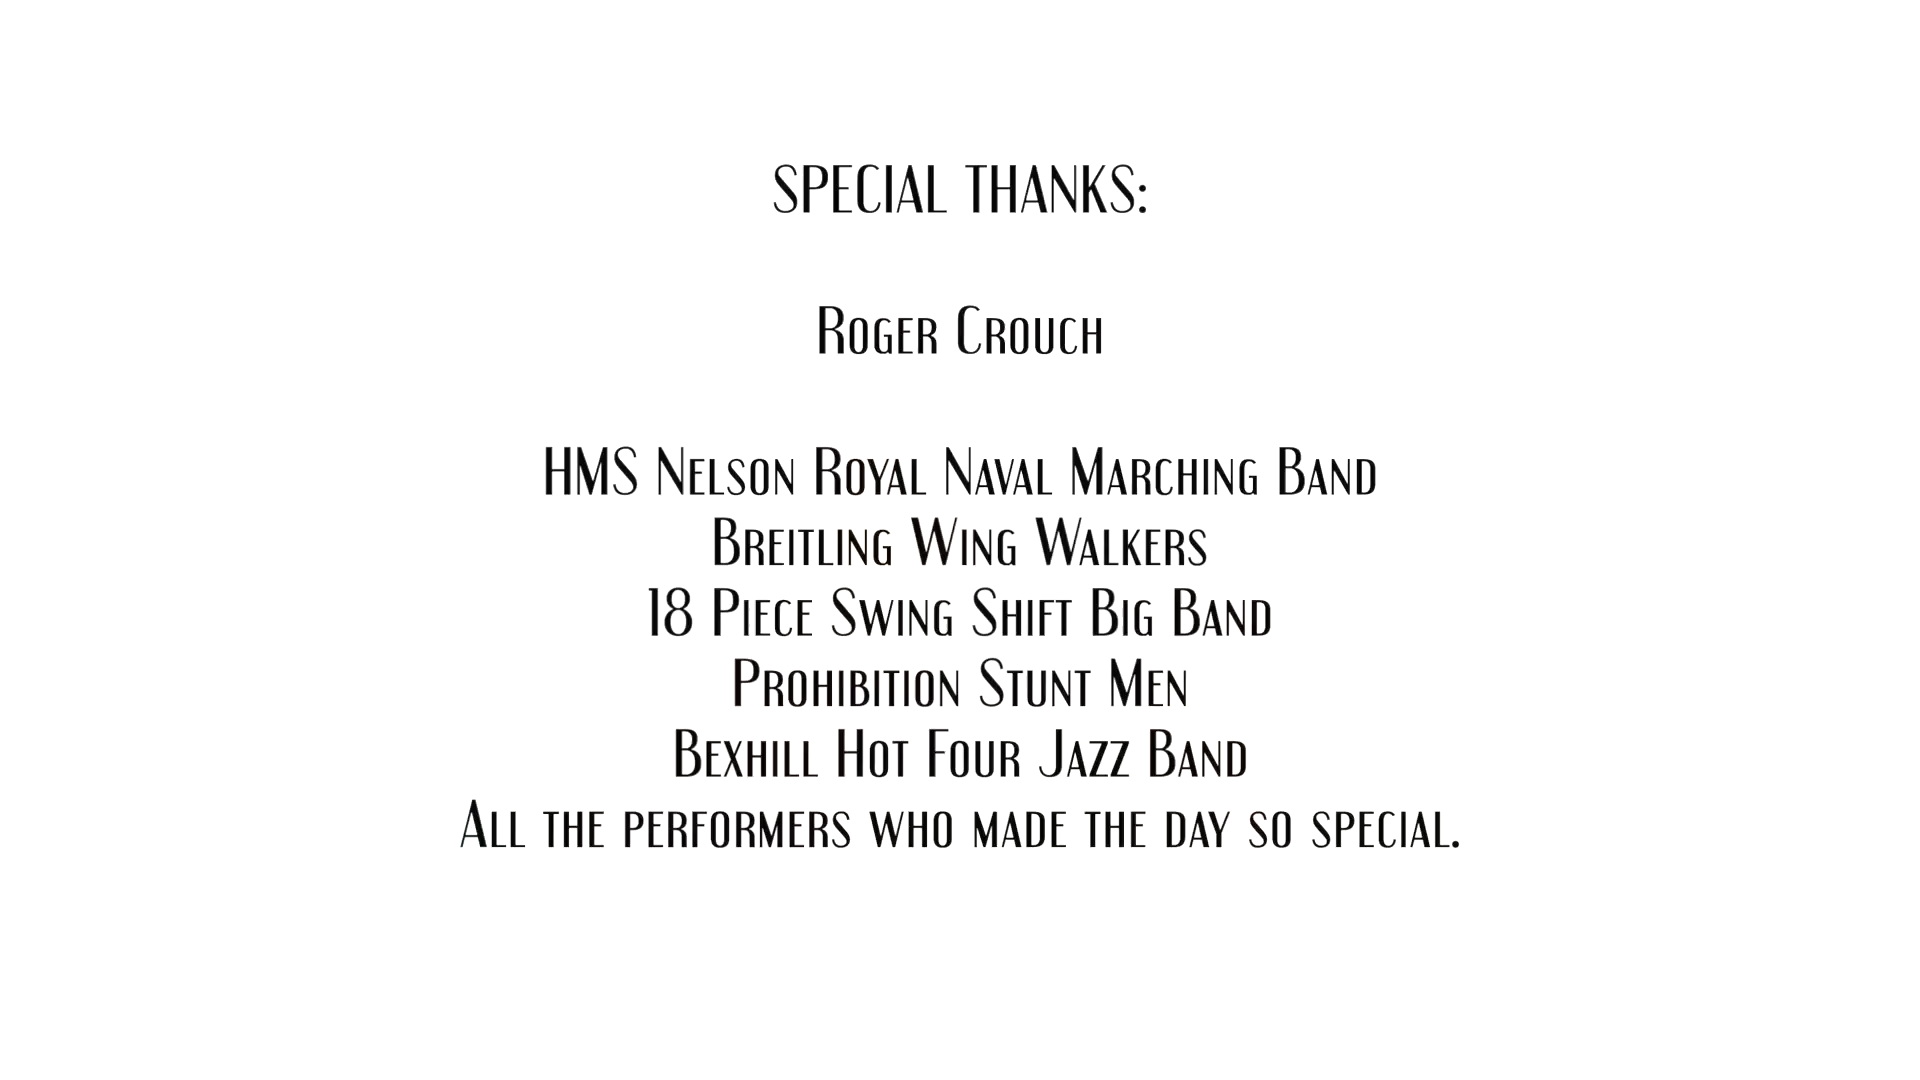 SPECIAL THANKS:
Roger Crouch
HMS Nelson Royal Naval Marching Band
Breitling Wing Walkers
18 Piece Swing Shift Big Band
Prohibition Stunt Men
Bexhill Hot Four Jazz Band
All the performers who made the day so special.